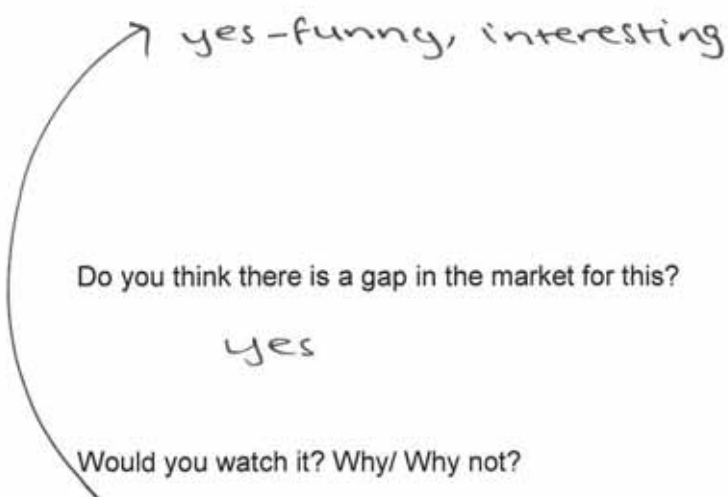 yes - funny, interesting
Do you think there is a gap in the market for this?
yes
Would you watch it? Why/ Why not?